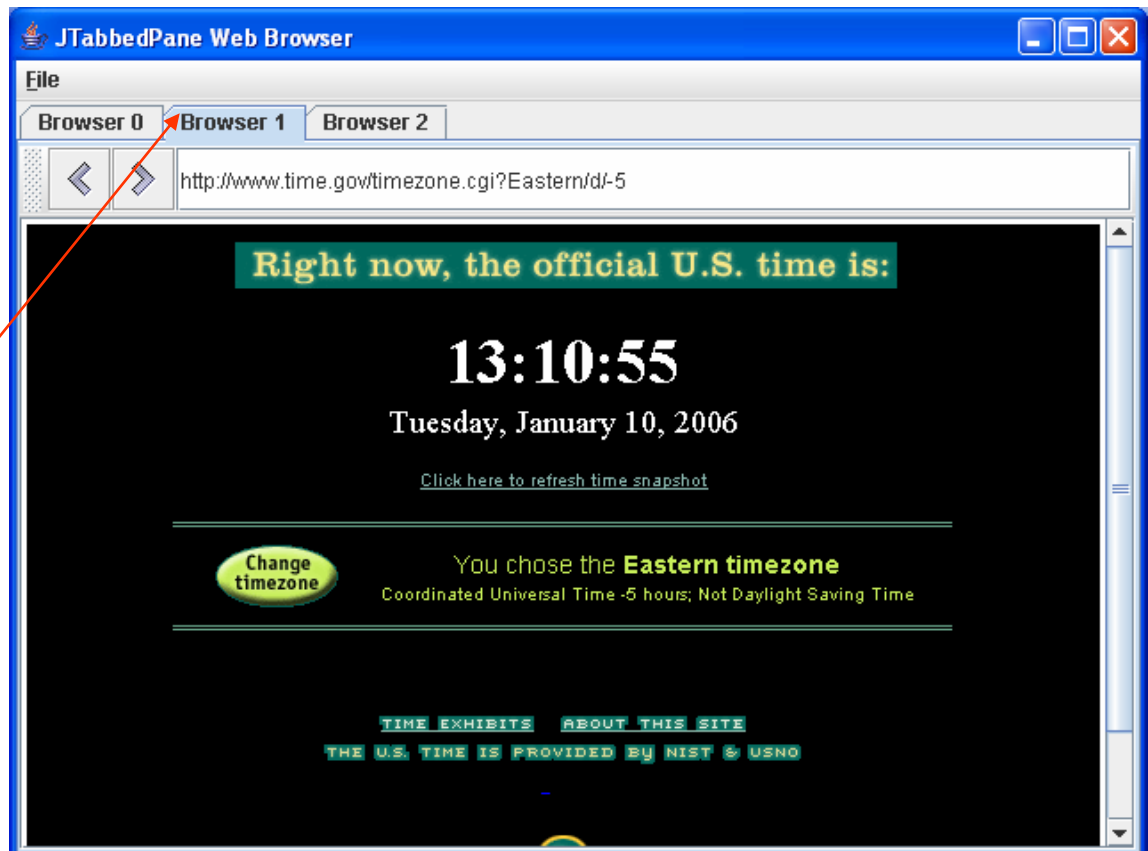 JTabbedPane Web Browser
File
Browser 0 Browser 1 Browser 2
http://www.time.gov/timezone.cgi?Eastern/d/-5
Right now, the official U.S. time is:
13:10:55
Tuesday, January 10, 2006
Click here to refresh time snapshot
Change
timezone
You chose the Eastern timezone
Coordinated Universal Time -5 hours; Not Daylight Saving Time
TIME EXHIBITS ABOUT THIS SITE
THE U.S. TIME IS PROVIDED By NIST & USNO